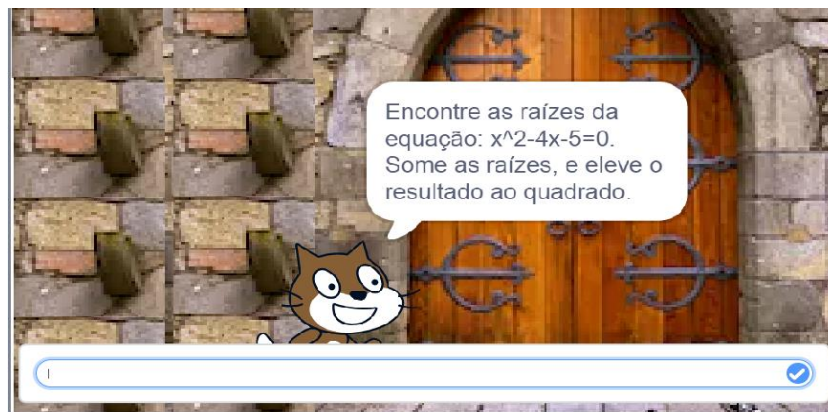 Encontre as raízes da
equação: x^2-4x-5=0.
Some as raízes, e eleve o
resultado ao quadrado.